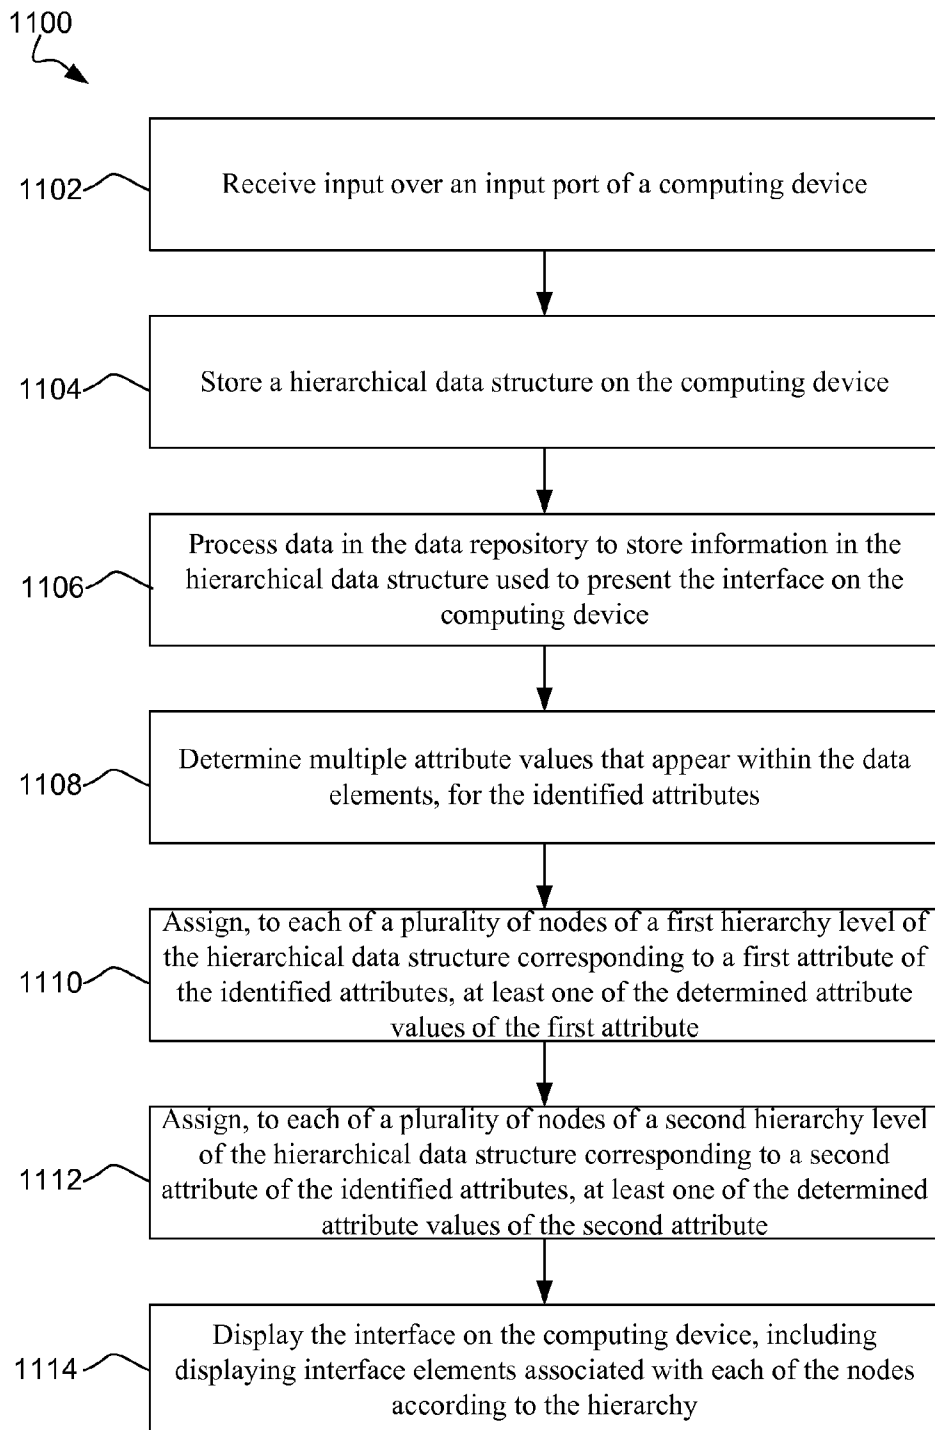 1100
1102
Receive input over an input port of a computing device
1104
Store a hierarchical data structure on the computing device
1106
Process data in the data repository to store information in the
hierarchical data structure used to present the interface on the
computing device
1108
Determine multiple attribute values that appear within the data
elements, for the identified attributes
1110
Assign, to each of a plurality of nodes of a first hierarchy level of
the hierarchical data structure corresponding to a first attribute of
the identified attributes, at least one of the determined attribute
values of the first attribute
1112
Assign, to each of a plurality of nodes of a second hierarchy level
of the hierarchical data structure corresponding to a second
attribute of the identified attributes, at least one of the determined
attribute values of the second attribute
1114
Display the interface on the computing device, including
displaying interface elements associated with each of the nodes
according to the hierarchy